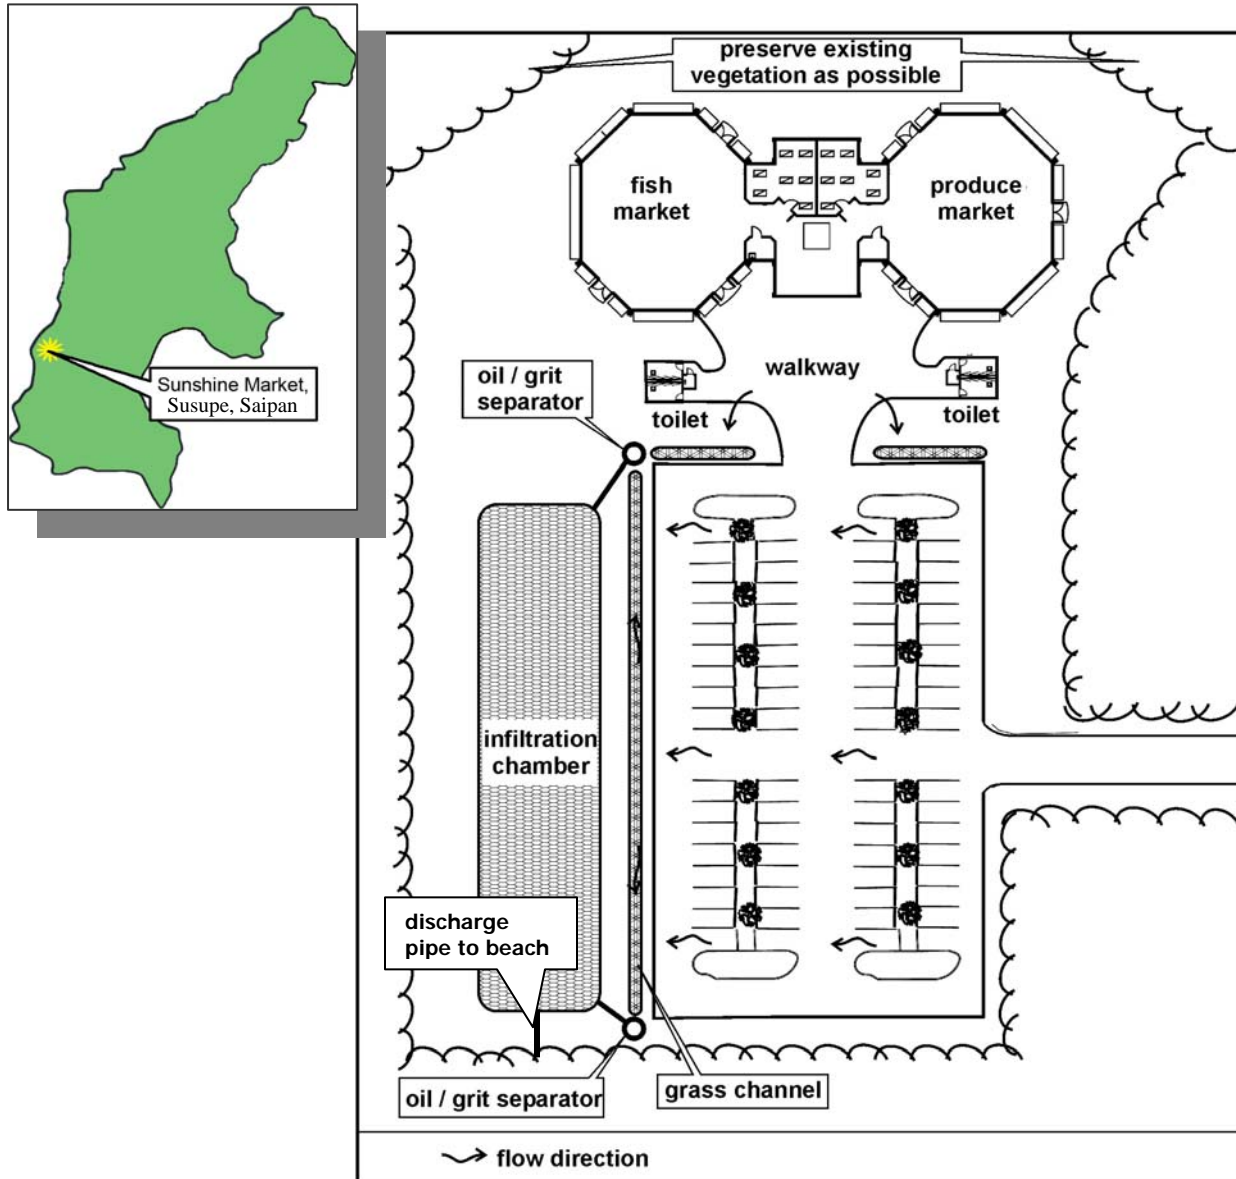 preserve existing
vegetation as possible
fish
market
produce
market
Sunshine Market,
Susupe, Saipan
oil / grit
separator
walkway
toilet
toilet
infiltration
chamber
discharge
pipe to beach
oil / grit separator
grass channel
flow direction